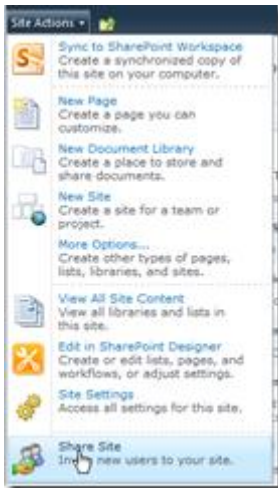 Site Actions
Sync to SharePoint Workspace
Create a synchronized copy of
this site on your computer.
New Page
Create a page you can
customize.
New Document Library
Create a place to store and
share documents.
New Site
Create a site for a team or
project.
More Options...
Create other types of pages,
lists, libraries, and sites.
View All Site Content
View all libraries and lists in
this site.
Edit in SharePoint Designer
Create or edit lists, pages, and
workflows, or adjust settings.
Site Settings
Access all settings for this site.
Share Site
new users to your site.